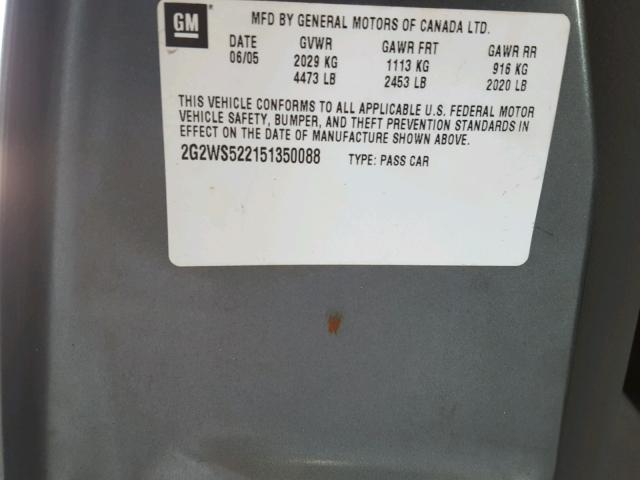 GM
MFD BY GENERAL MOTORS OF CANADA LTD.
DATE GVWR GAWR FRT GAWR RR
06/05 2029 KG 1113 KG 916 KG
4473 LB 2453 LB 2020 LB
THIS VEHICLE CONFORMS TO ALL APPLICABLE U.S. FEDERAL MOTOR
VEHICLE SAFETY, BUMPER, AND THEFT PREVENTION STANDARDS IN
EFFECT ON THE DATE OF MANUFACTURE SHOWN ABOVE.
2G2WS522151350088 TYPE: PASS CAR